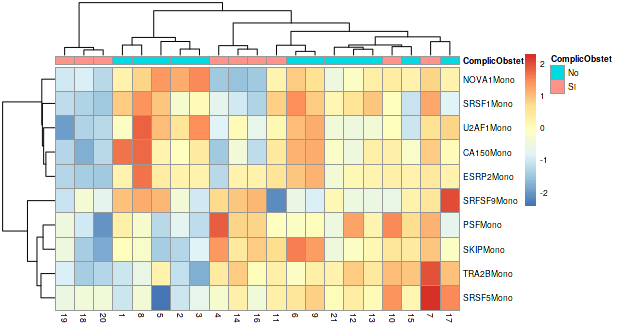 ComplicObstet
NOVA1Mono
SRSF1Mono
U2AF1Mono
CA150Mono
ESRP2Mono
SRFSF9Mono
PSFMono
SKIPMono
TRA2BMono
SRSF5Mono
19 18 20 1 8 5 2 3 4 14 16 11 6 9 21 12 13 10 15 7 17
2
1
0
-1
-2
ComplicObstet
No
SI